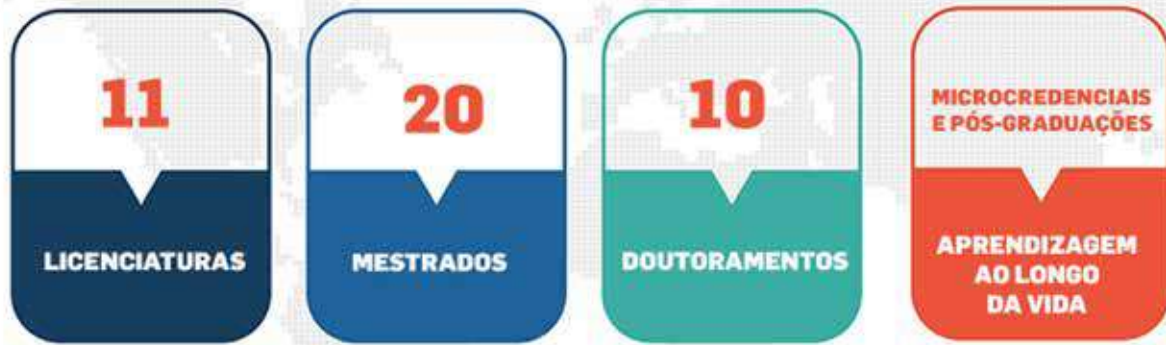 11
LICENCIATURAS
20
MESTRADOS
10
DOUTORAMENTOS
MICROCREDENCIAIS
E PÓS-GRADUAÇÕES
APRENDIZAGEM
AO LONGO
DA VIDA